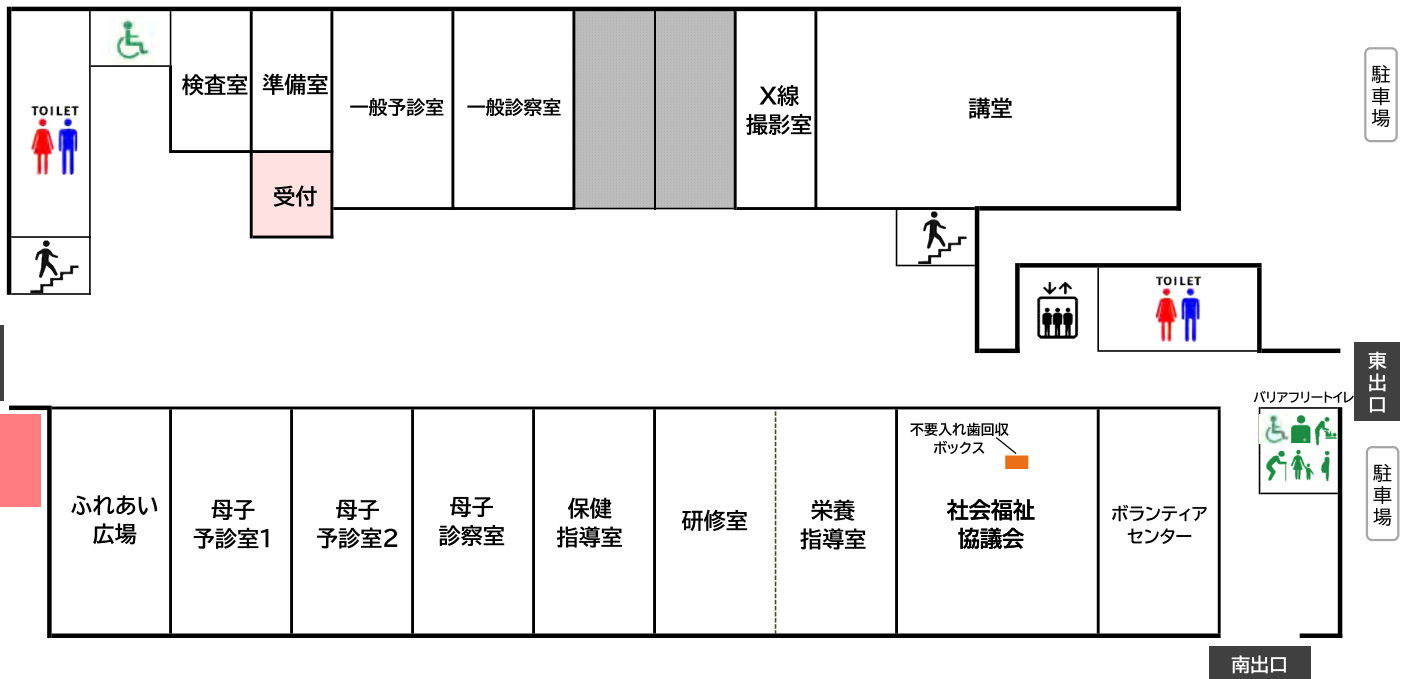 TOILET
検査室
準備室
一般予診室
一般診察室
X線
撮影室
講堂
駐車場
受付
TOILET
東出口
バリアフリートイレ
不要入れ歯回収
ボックス
ふれあい
広場
母子
予診室1
母子
予診室2
母子
診察室
保健
指導室
研修室
栄養
指導室
社会福祉
協議会
ボランティア
センター
駐車場
南出口